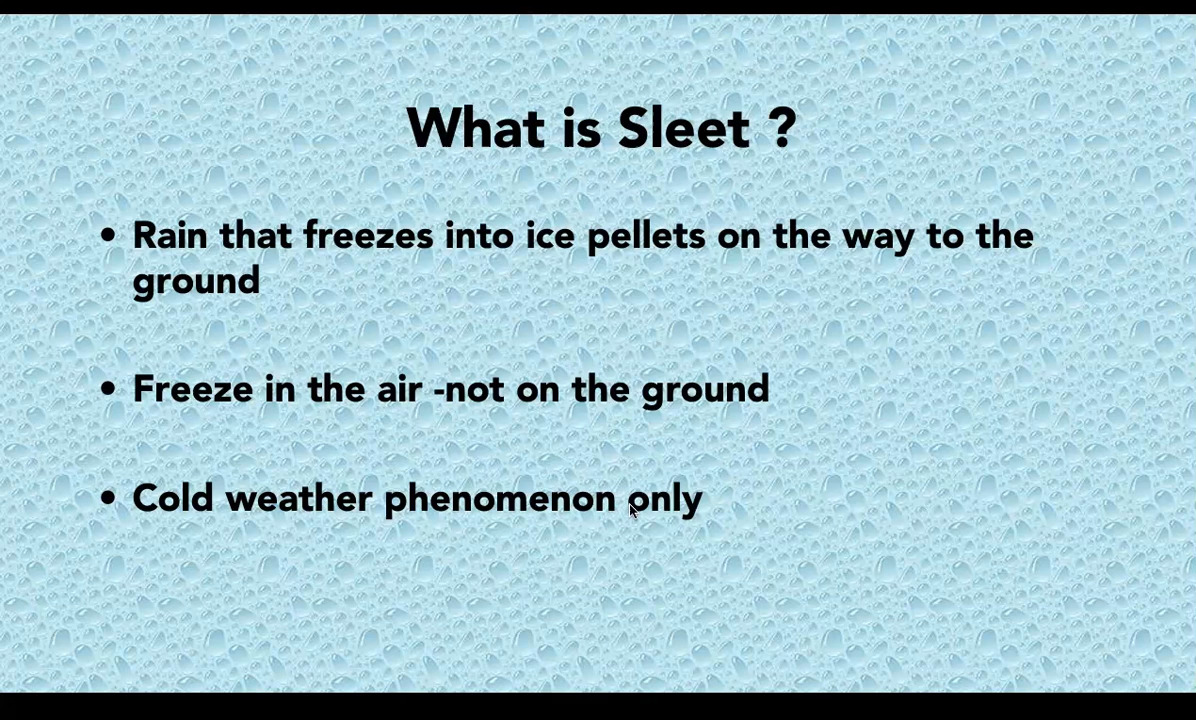 What is Sleet ?
• Rain that freezes into ice pellets on the way to the
ground
• Freeze in the air -not on the ground
• Cold weather phenomenon only